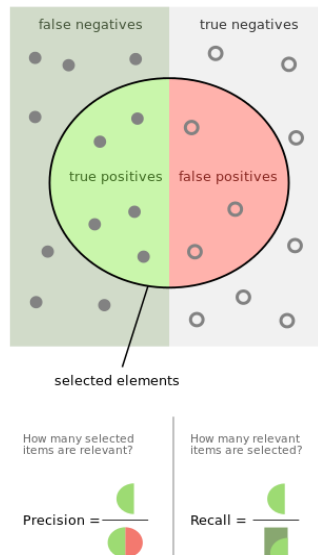 false negatives
true negatives
true positives
false positives
selected elements
How many selected
items are relevant?
How many relevant
items are selected?
Precision =
Recall =